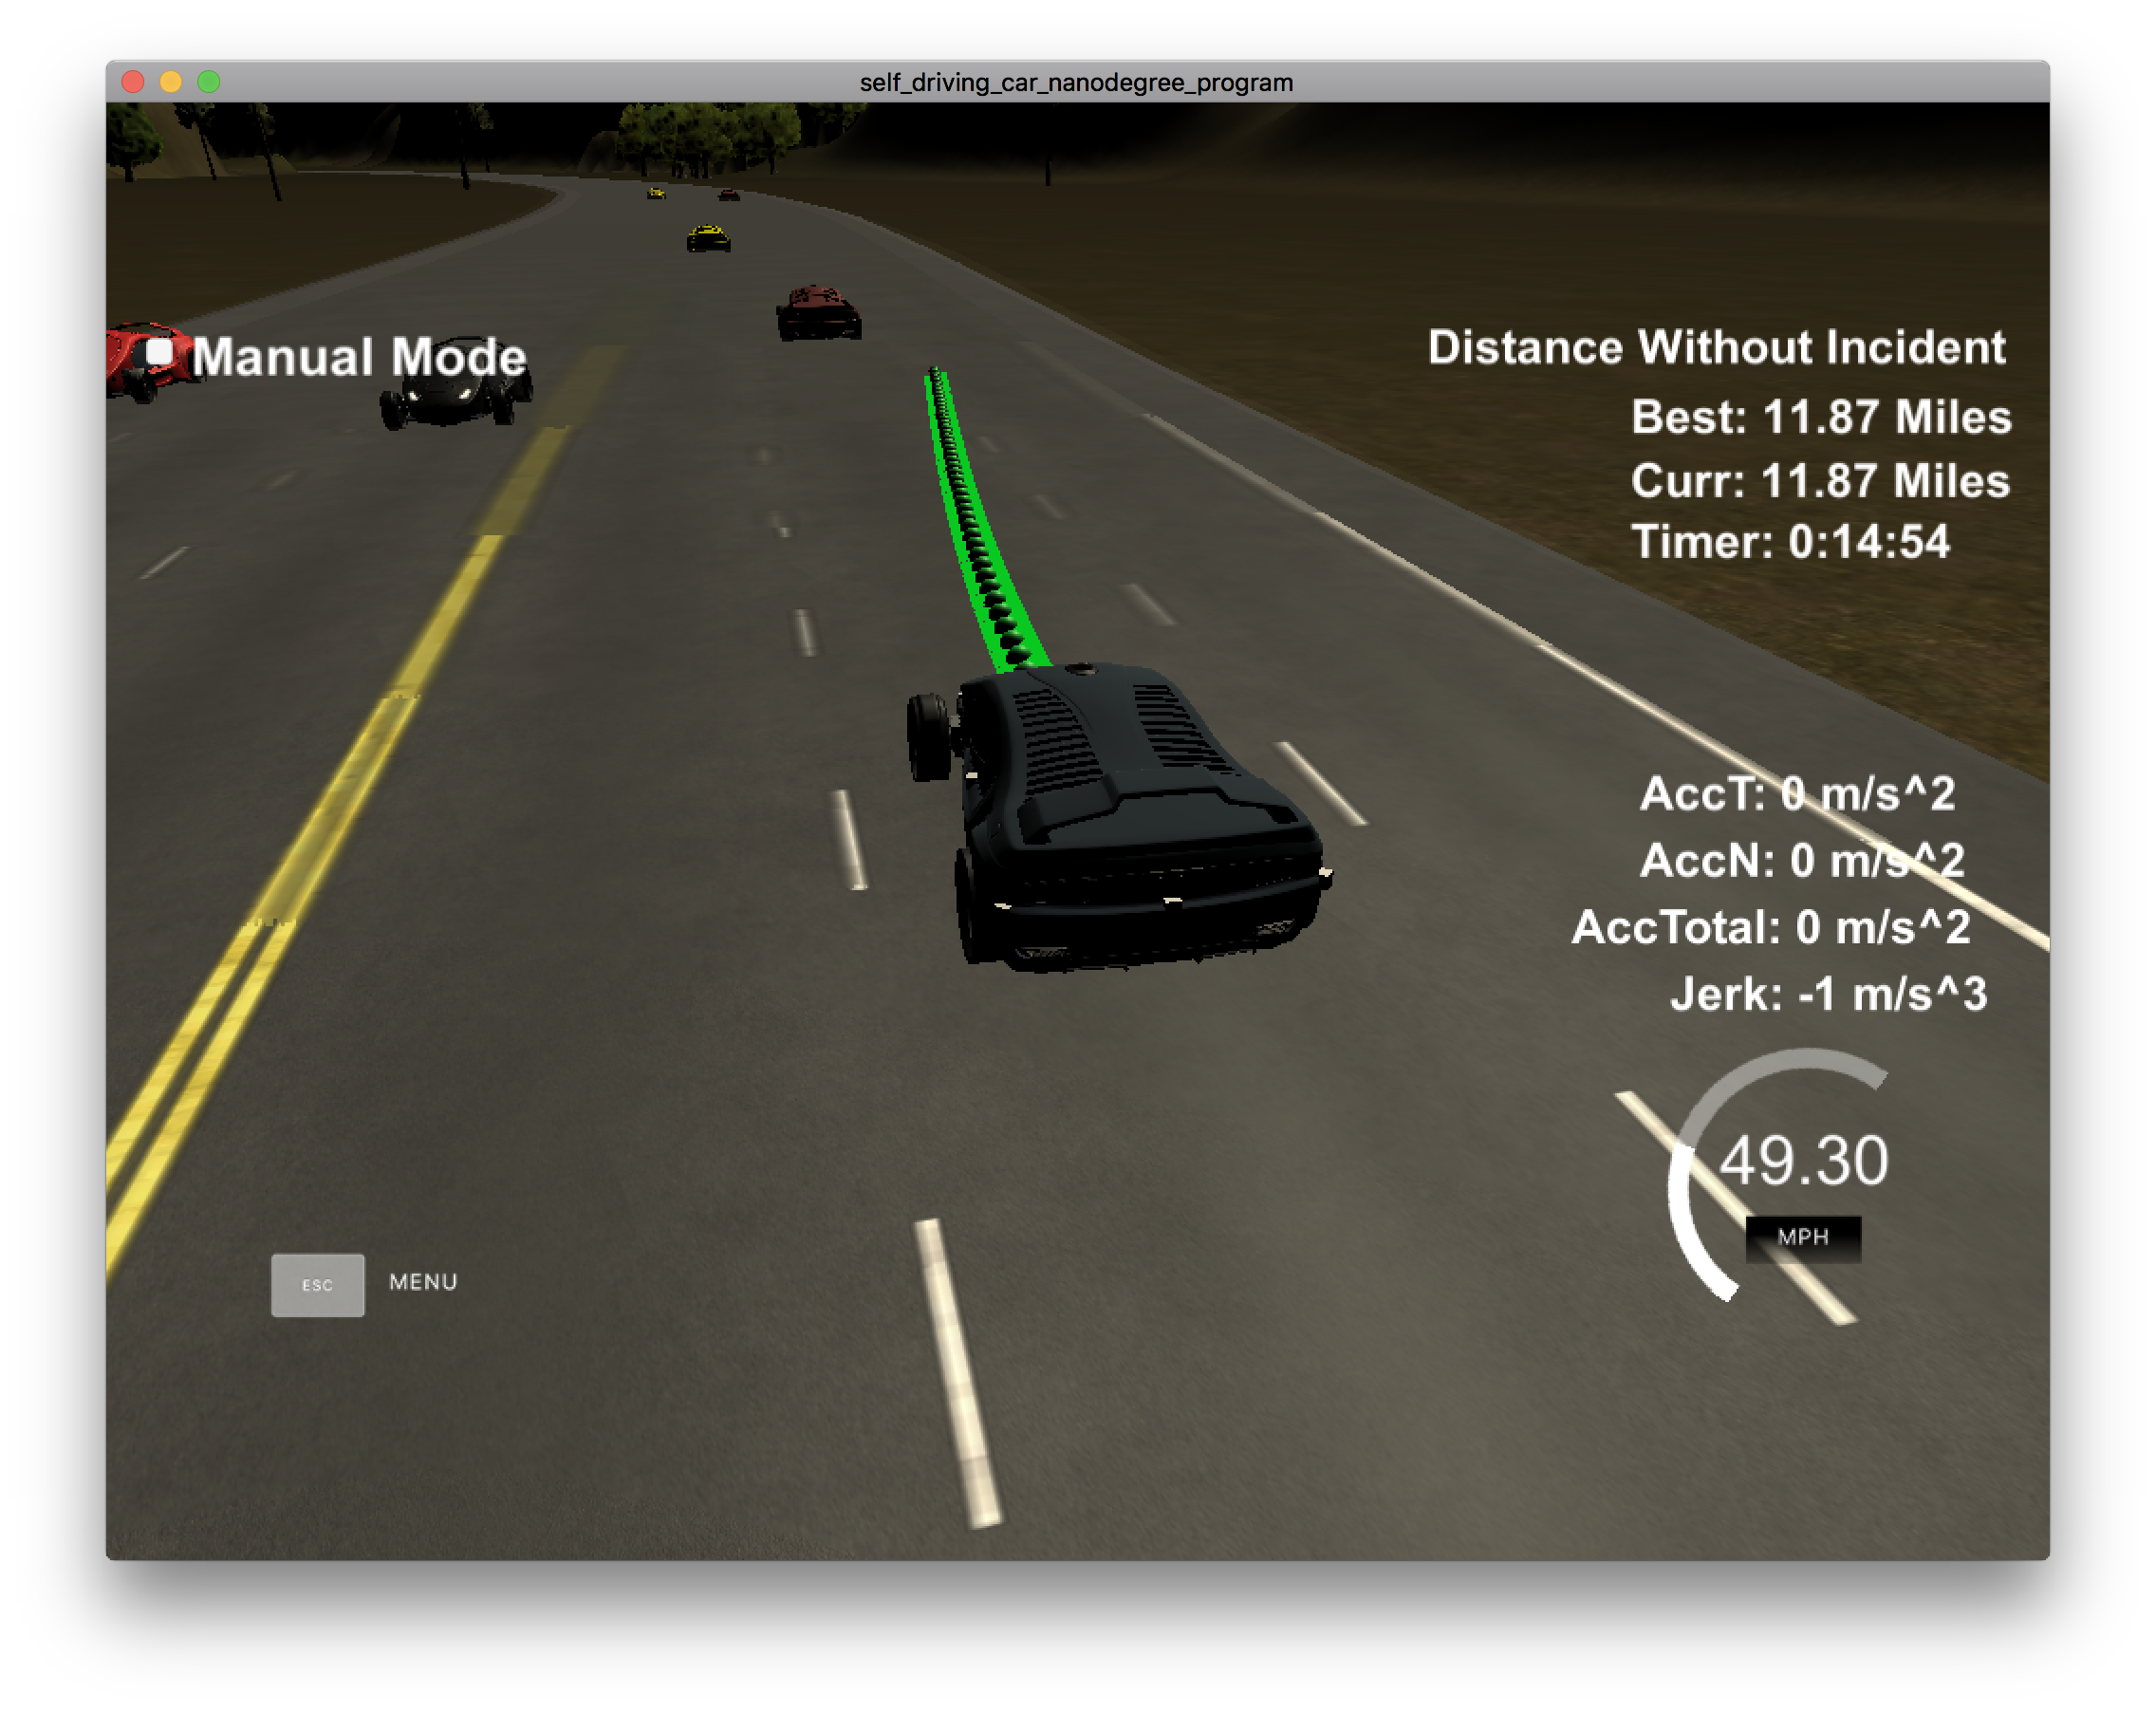 self_driving_car_nanodegree_program
Manual Mode
Distance Without Incident
Best: 11.87 Miles
Curr: 11.87 Miles
Timer: 0:14:54
AccT: 0 m/s^2
AccN: 0 m/s^2
AccTotal: 0 m/s^2
Jerk: -1 m/s^3
49.30
MPH
ESC MENU